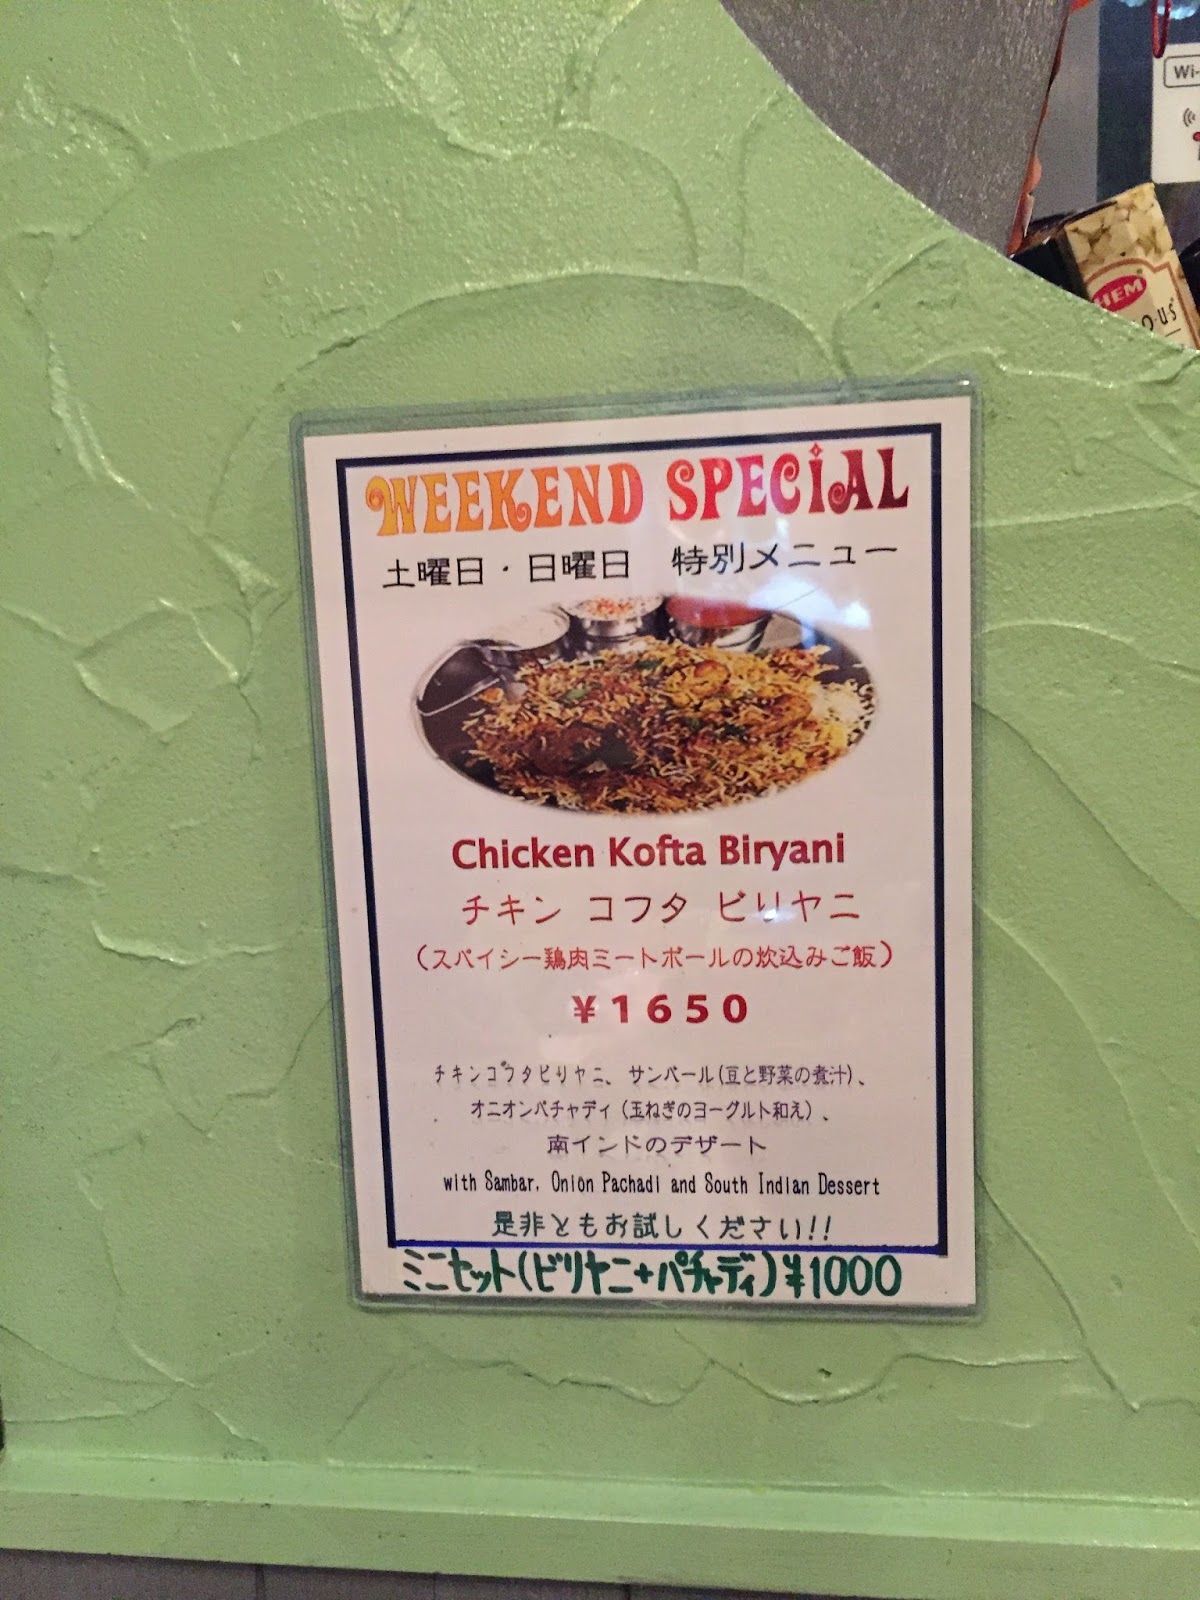 Wi-
HEM
O·US
WEEKEND SPECIAL
土曜日・日曜日 特別メニュー
Chicken Kofta Biryani
チキン コフタ ビリヤニ
(スパイシー鶏肉ミートボールの炊込みご飯)
¥1650
チキンコフタビリヤニ、サンバール(豆と野菜の煮汁)、
オニオンパチャディ(玉ねぎのヨーグルト和え)、
南インドのデザート
with Sambar, Onion Pachadi and South Indian Dessert
是非ともお試しください!!
ミニセット(ビリヤニ+パチャディ)¥1000